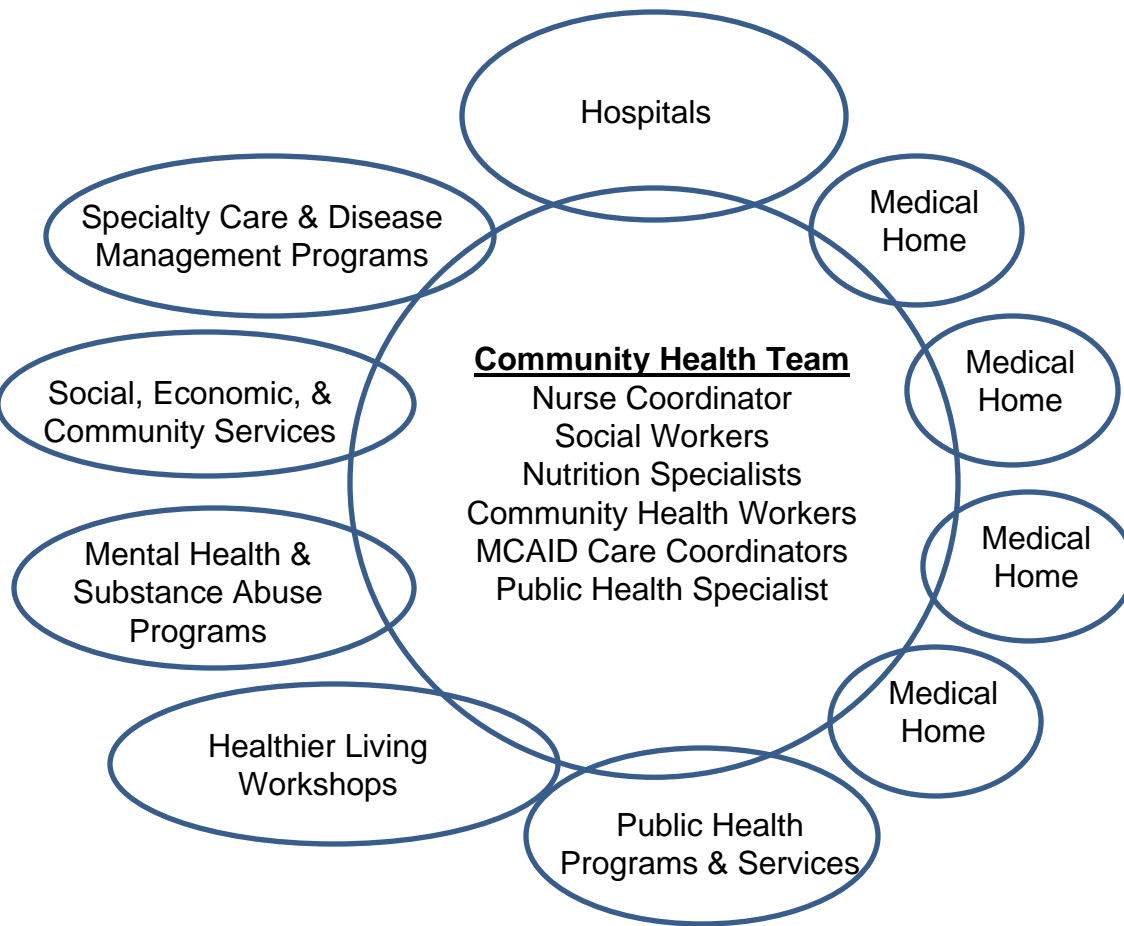 Hospitals
Specialty Care & Disease
Management Programs
Medical
Home
Social, Economic, &
Community Services
Community Health Team
Nurse Coordinator
Social Workers
Nutrition Specialists
Community Health Workers
MCAID Care Coordinators
Public Health Specialist
Medical
Home
Mental Health &
Substance Abuse
Programs
Medical
Home
Healthier Living
Workshops
Medical
Home
Public Health
Programs & Services